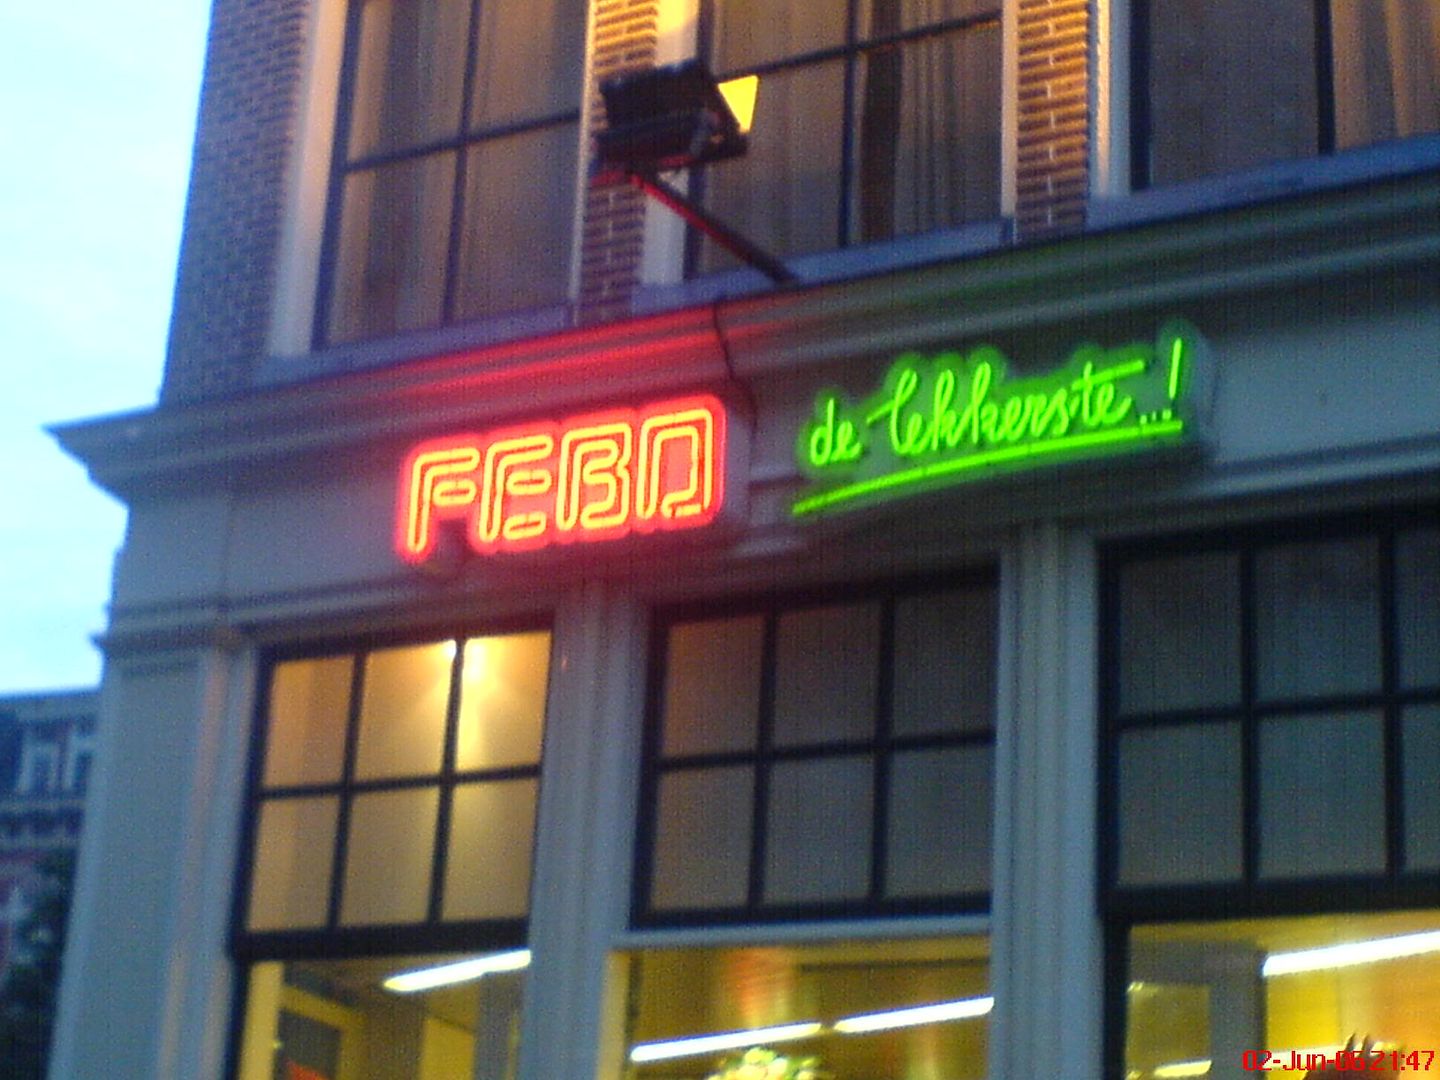 FEBO
de lekkerste...!
02-Jun-06 21:47